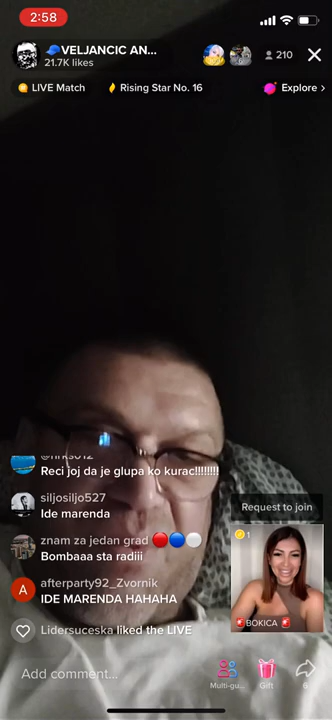 2:58
VELJANCIC AN...
21.7K likes
210
LIVE Match
Rising Star No. 16
Explore >
Reci joj da je glupa ko kurac!!!!!!!!
siljosiljo527
Ide marenda
Request to join
znam za jedan grad
Bombaaa sta radiii
1
afterparty92_Zvornik
IDE MARENDA HAHAHA
BOKICA
Lidersuceska liked the LIVE
Add comment...
Multi-gu...
Gift
6